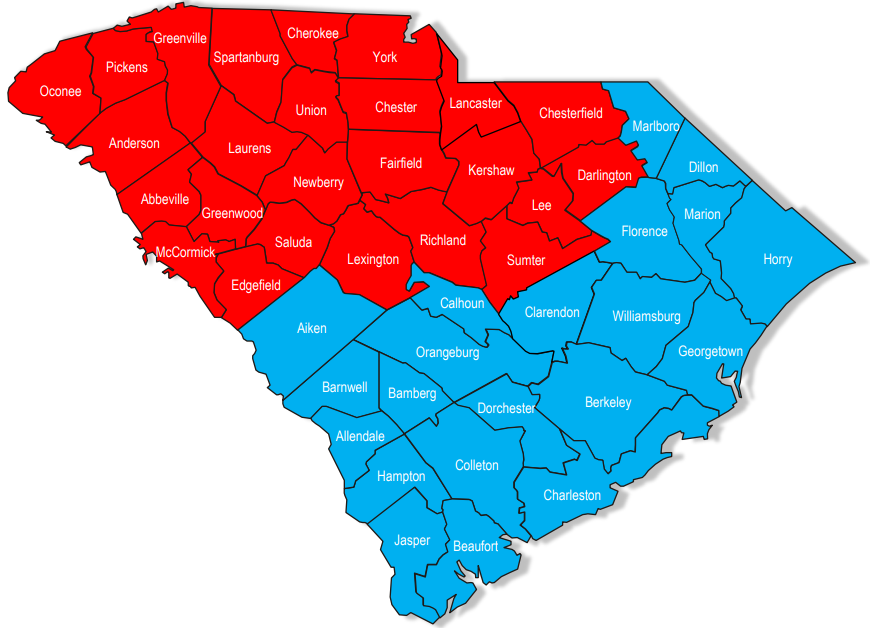 Greenville
Cherokee
Spartanburg
York
Pickens
Oconee
Union
Chester
Lancaster
Chesterfield
Marlboro
Anderson
Laurens
Fairfield
Kershaw
Darlington
Dillon
Newberry
Abbeville
Greenwood
Lee
Marion
Florence
Saluda
Richland
McCormick
Lexington
Sumter
Horry
Edgefield
Calhoun
Clarendon
Williamsburg
Aiken
Orangeburg
Georgetown
Barnwell
Bamberg
Dorchester
Berkeley
Allendale
Colleton
Hampton
Charleston
Jasper
Beaufort